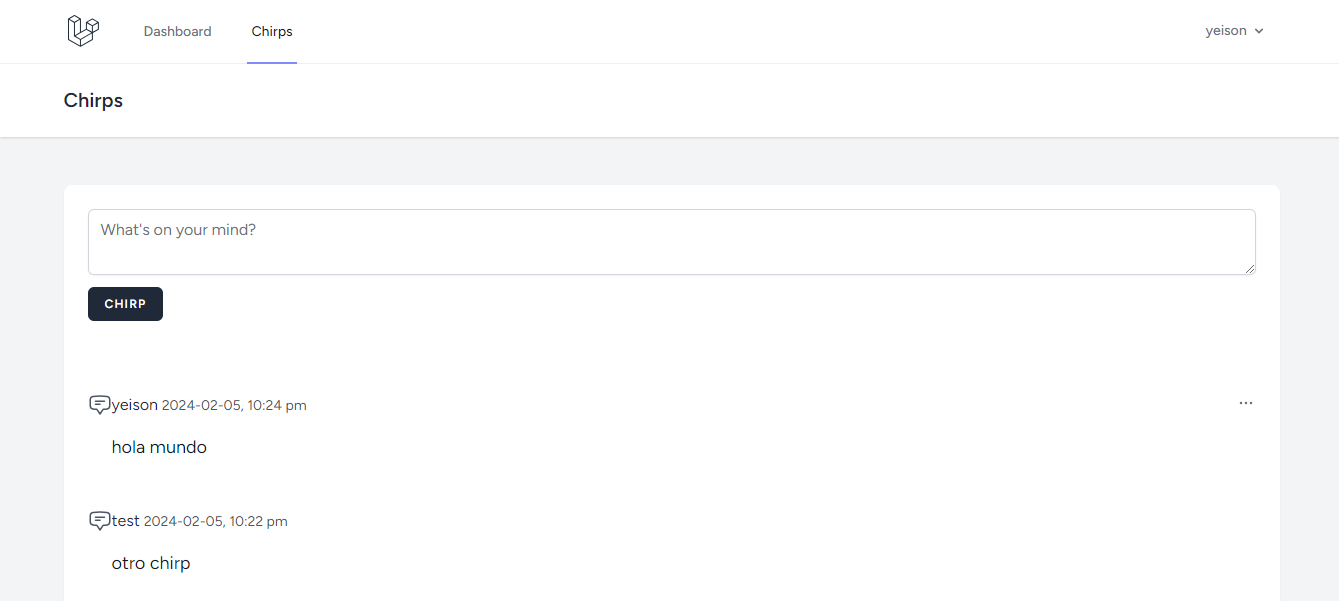 Dashboard Chirps yeison
Chirps
What's on your mind?
CHIRP
yeison 2024-02-05, 10:24 pm
hola mundo
test 2024-02-05, 10:22 pm
otro chirp